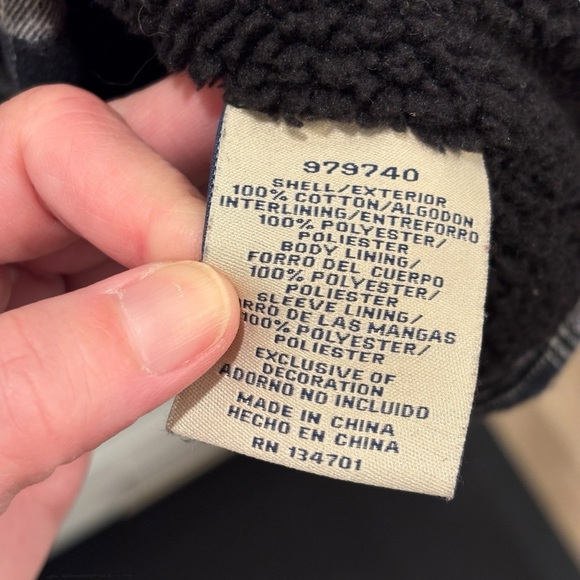 979740
SHELL/EXTERIOR
100% COTTON/ALGODON
INTERLINING/ENTREFORRO
100% POLYESTER/
POLIESTER
BODY LINING/
FORRO DEL CUERPO
100% POLYESTER/
POLIESTER
SLEEVE LINING/
ORRO DE LAS MANGAS
100% POLYESTER/
POLIESTER
EXCLUSIVE OF
DECORATION
ADORNO NO INCLUIDO
MADE IN CHINA
HECHO EN CHINA
RN 134701